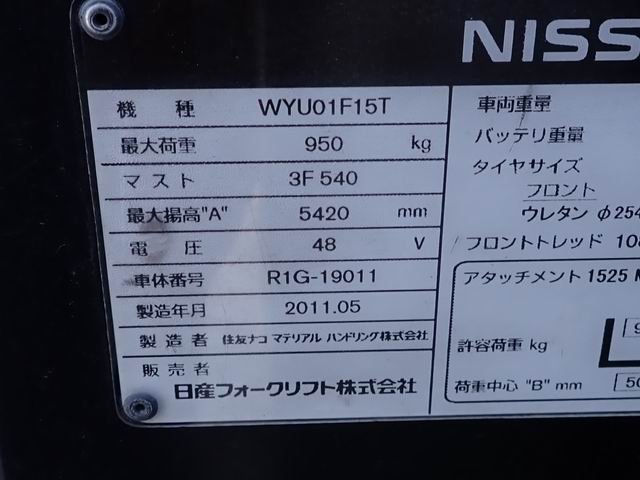 NISS
機種 WYU01F15T
最大荷重 950 kg
マスト 3F 540
最大揚高"A" 5420 mm
電圧 48 V
車体番号 R1G-19011
製造年月 2011.05
製造者 住友ナコ マテリアル ハンドリング株式会社
販売者
日産フォークリフト株式会社
車両重量
バッテリ重量
タイヤサイズ
フロント
ウレタン φ254
フロントトレッド 108
アタッチメント 1525 M
許容荷重 kg 9
荷重中心 "B" mm 50